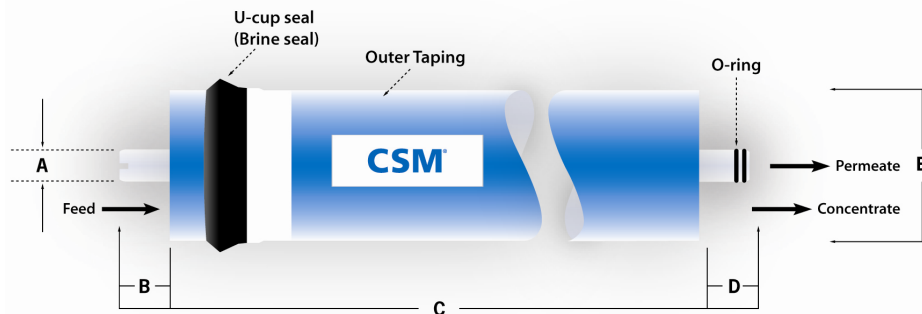 U-cup seal
(Brine seal)
Outer Taping
O-ring
A
CSM®
E
Permeate
Feed
Concentrate
B
D
C